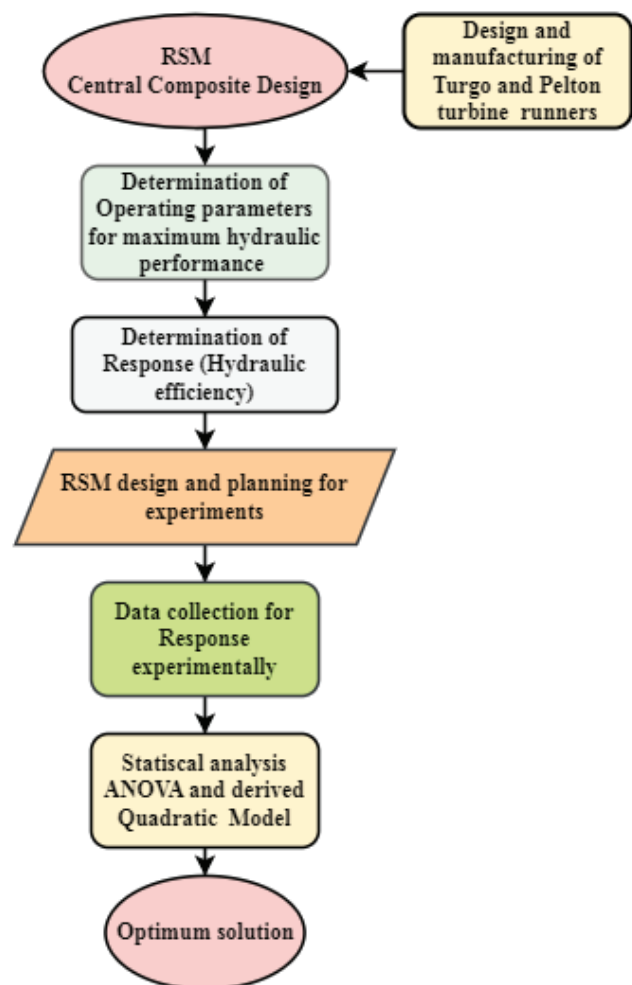 RSM
Central Composite Design
Design and
manufacturing of
Turgo and Pelton
turbine runners
Determination of
Operating parameters
for maximum hydraulic
performance
Determination of
Response (Hydraulic
efficiency)
RSM design and planning for
experiments
Data collection for
Response
experimentally
Statiscal analysis
ANOVA and derived
Quadratic Model
Optimum solution